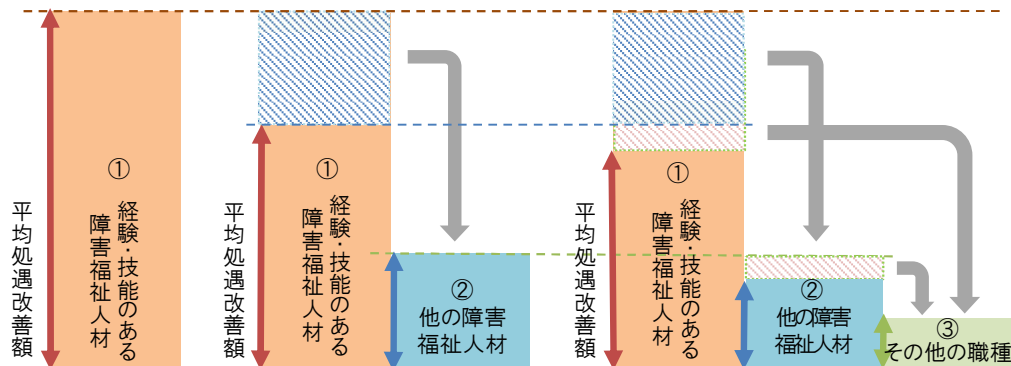 平均処遇改善額
①
経験・技能のある
障害福祉人材
平均処遇改善額
①
経験・技能のある
障害福祉人材
②
他の障害
福祉人材
平均処遇改善額
①
経験・技能のある
障害福祉人材
②
他の障害
福祉人材
③
その他の職種